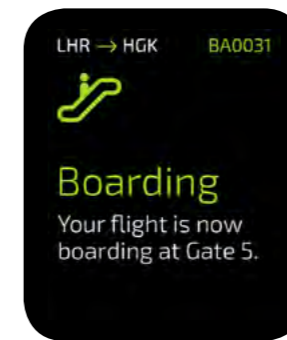 LHR → HGK BA0031
Boarding
Your flight is now
boarding at Gate 5.